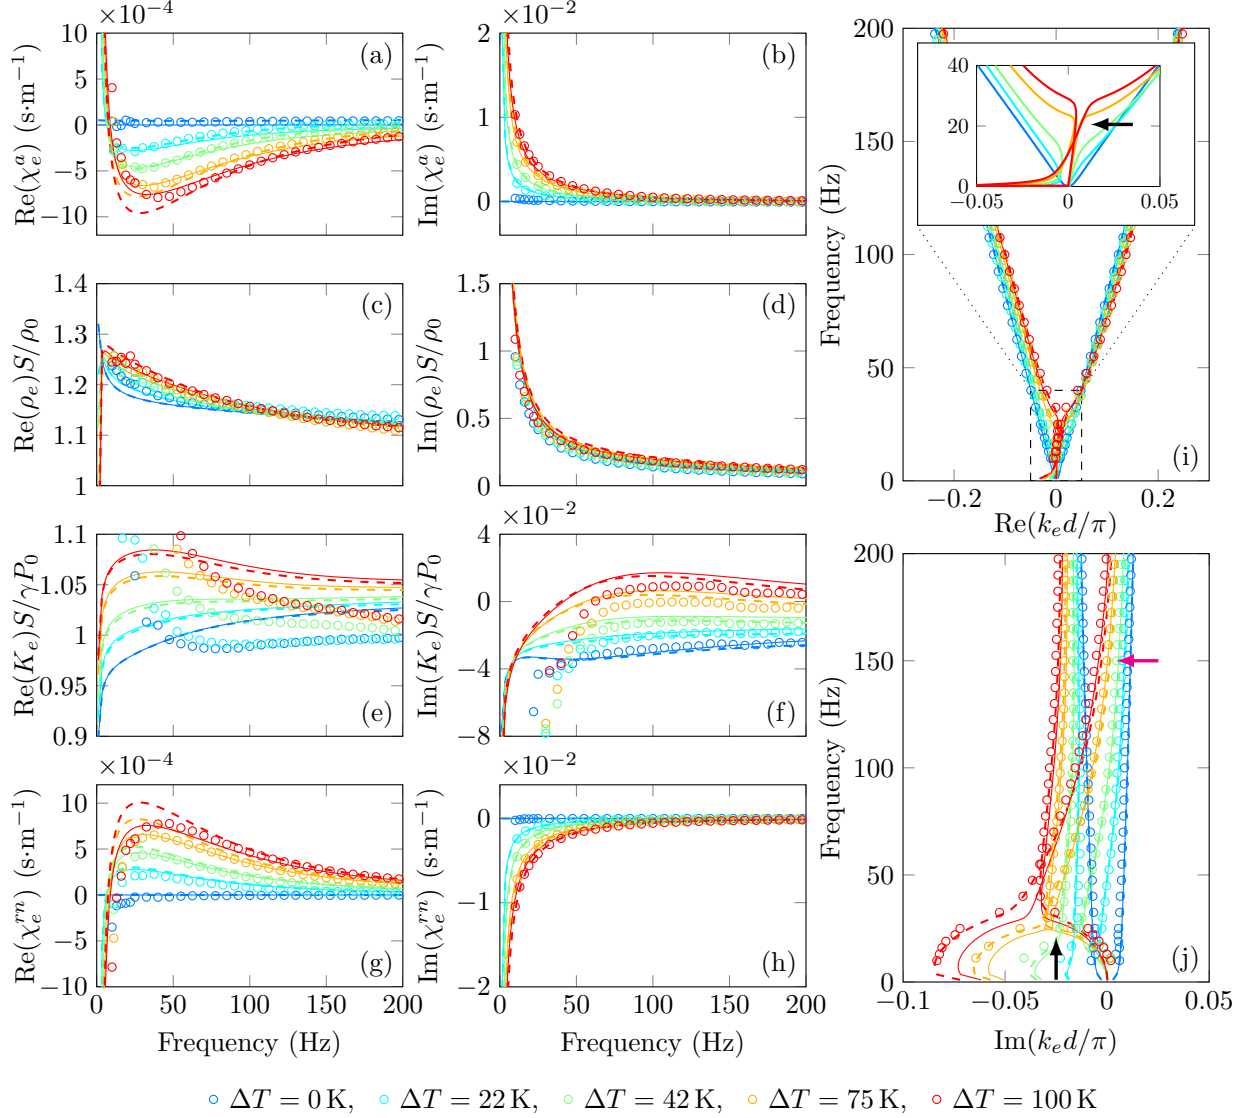 ×10⁻⁴
10
5
0
−5
−10
Re(χₑᵃ) (s·m⁻¹)
(a)
×10⁻²
2
1
0
Im(χₑᵃ) (s·m⁻¹)
(b)
1.4
1.3
1.2
1.1
1
Re(ρₑ)S/ρ₀
(c)
1.5
1
0.5
0
Im(ρₑ)S/ρ₀
(d)
1.1
1.05
1
0.95
0.9
Re(Kₑ)S/γP₀
(e)
×10⁻²
4
0
−4
−8
Im(Kₑ)S/γP₀
0 50 100 150 200
(f)
×10⁻⁴
10
5
0
−5
−10
Re(χₑʳⁿ) (s·m⁻¹)
(g)
0 50 100 150 200
Frequency (Hz)
×10⁻²
0
−1
−2
Im(χₑʳⁿ) (s·m⁻¹)
(h)
0 50 100 150 200
Frequency (Hz)
200
150
100
50
0
Frequency (Hz)
40
20
0
−0.05 0 0.05
(i)
−0.2 0 0.2
Re(kₑd/π)
200
150
100
50
0
Frequency (Hz)
(j)
−0.1 −0.05 0 0.05
Im(kₑd/π)
ΔT = 0 K, ΔT = 22 K, ΔT = 42 K, ΔT = 75 K, ΔT = 100 K